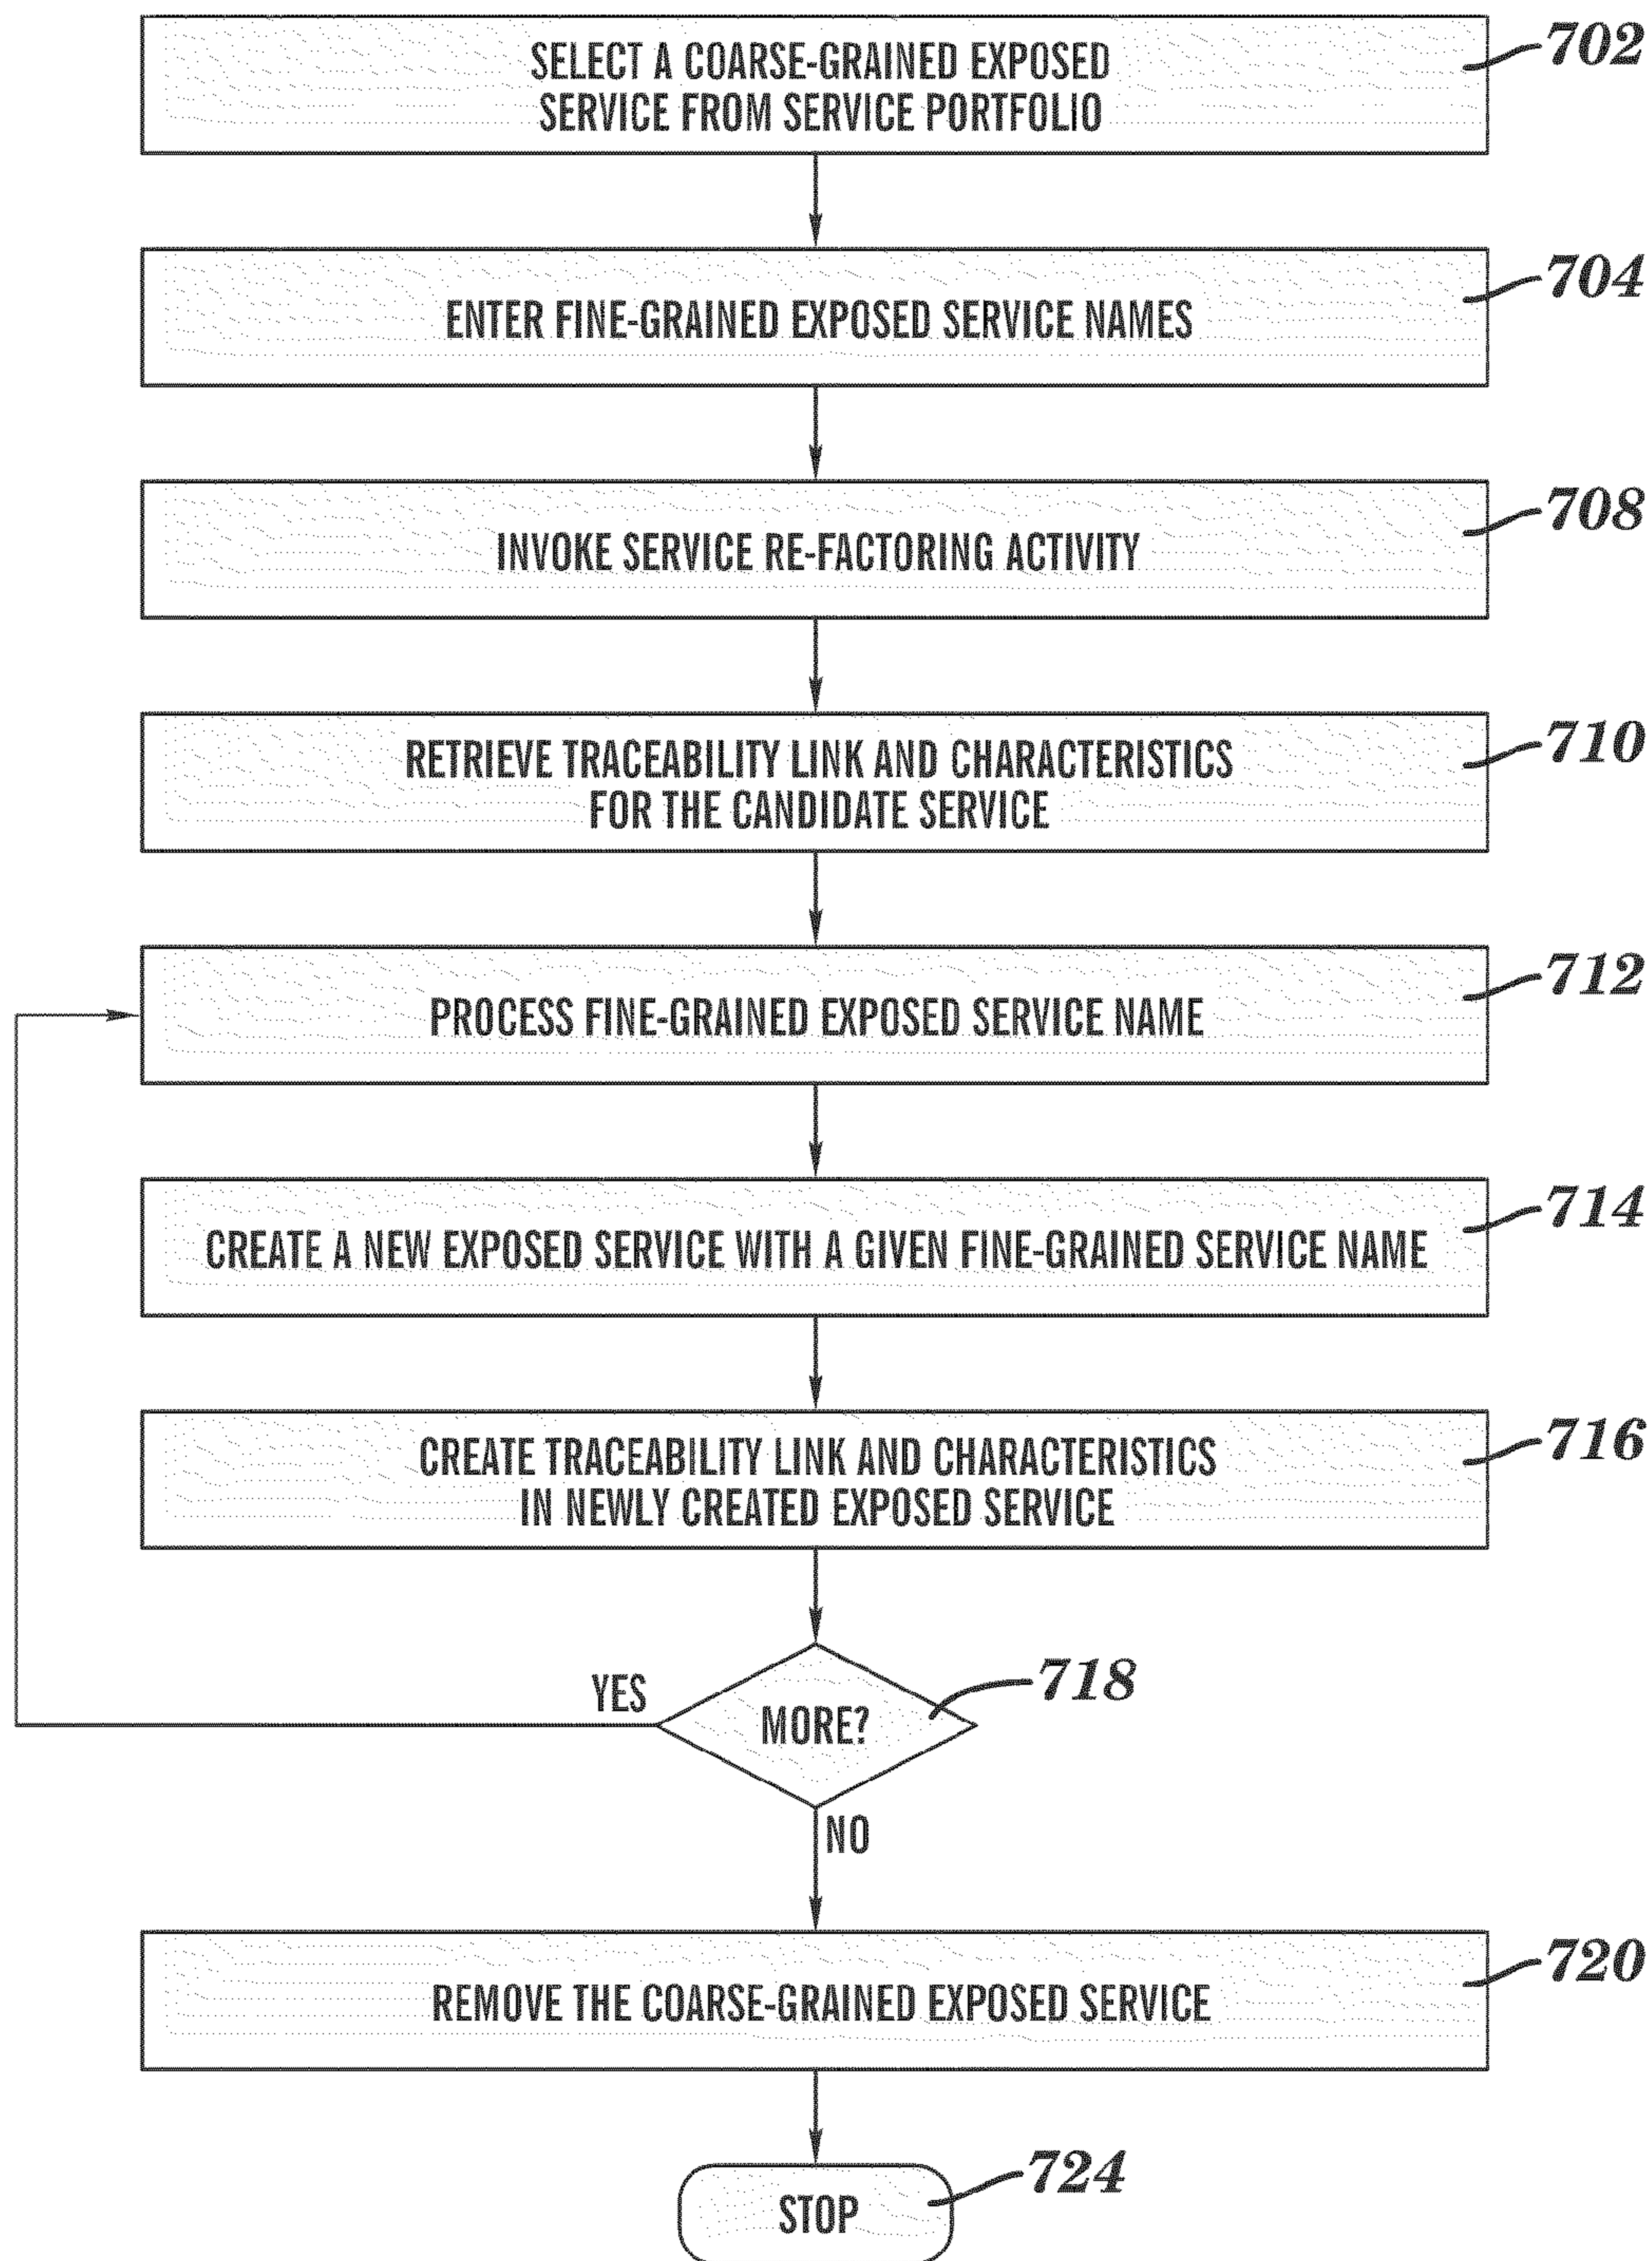 SELECT A COARSE-GRAINED EXPOSED
SERVICE FROM SERVICE PORTFOLIO
702
ENTER FINE-GRAINED EXPOSED SERVICE NAMES
704
INVOKE SERVICE RE-FACTORING ACTIVITY
708
RETRIEVE TRACEABILITY LINK AND CHARACTERISTICS
FOR THE CANDIDATE SERVICE
710
PROCESS FINE-GRAINED EXPOSED SERVICE NAME
712
CREATE A NEW EXPOSED SERVICE WITH A GIVEN FINE-GRAINED SERVICE NAME
714
CREATE TRACEABILITY LINK AND CHARACTERISTICS
IN NEWLY CREATED EXPOSED SERVICE
716
YES
MORE?
718
NO
REMOVE THE COARSE-GRAINED EXPOSED SERVICE
720
STOP
724